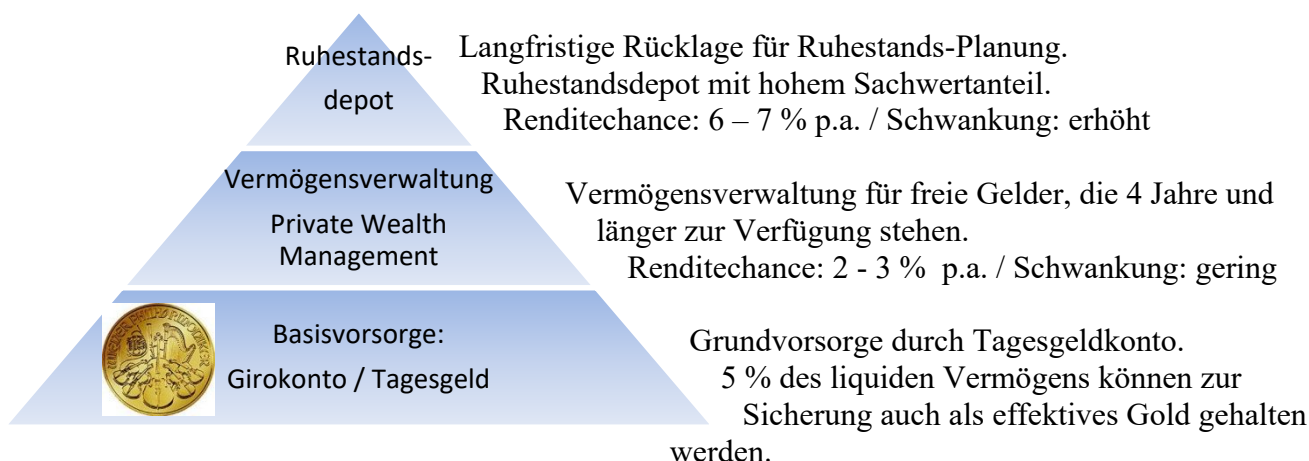 Ruhestands-
depot
Langfristige Rücklage für Ruhestands-Planung.
Ruhestandsdepot mit hohem Sachwertanteil.
Renditechance: 6 – 7 % p.a. / Schwankung: erhöht
Vermögensverwaltung
Private Wealth
Management
Vermögensverwaltung für freie Gelder, die 4 Jahre und
länger zur Verfügung stehen.
Renditechance: 2 - 3 % p.a. / Schwankung: gering
WIENER PHILHARMONIKER
Basisvorsorge:
Girokonto / Tagesgeld
Grundvorsorge durch Tagesgeldkonto.
5 % des liquiden Vermögens können zur
Sicherung auch als effektives Gold gehalten
werden.